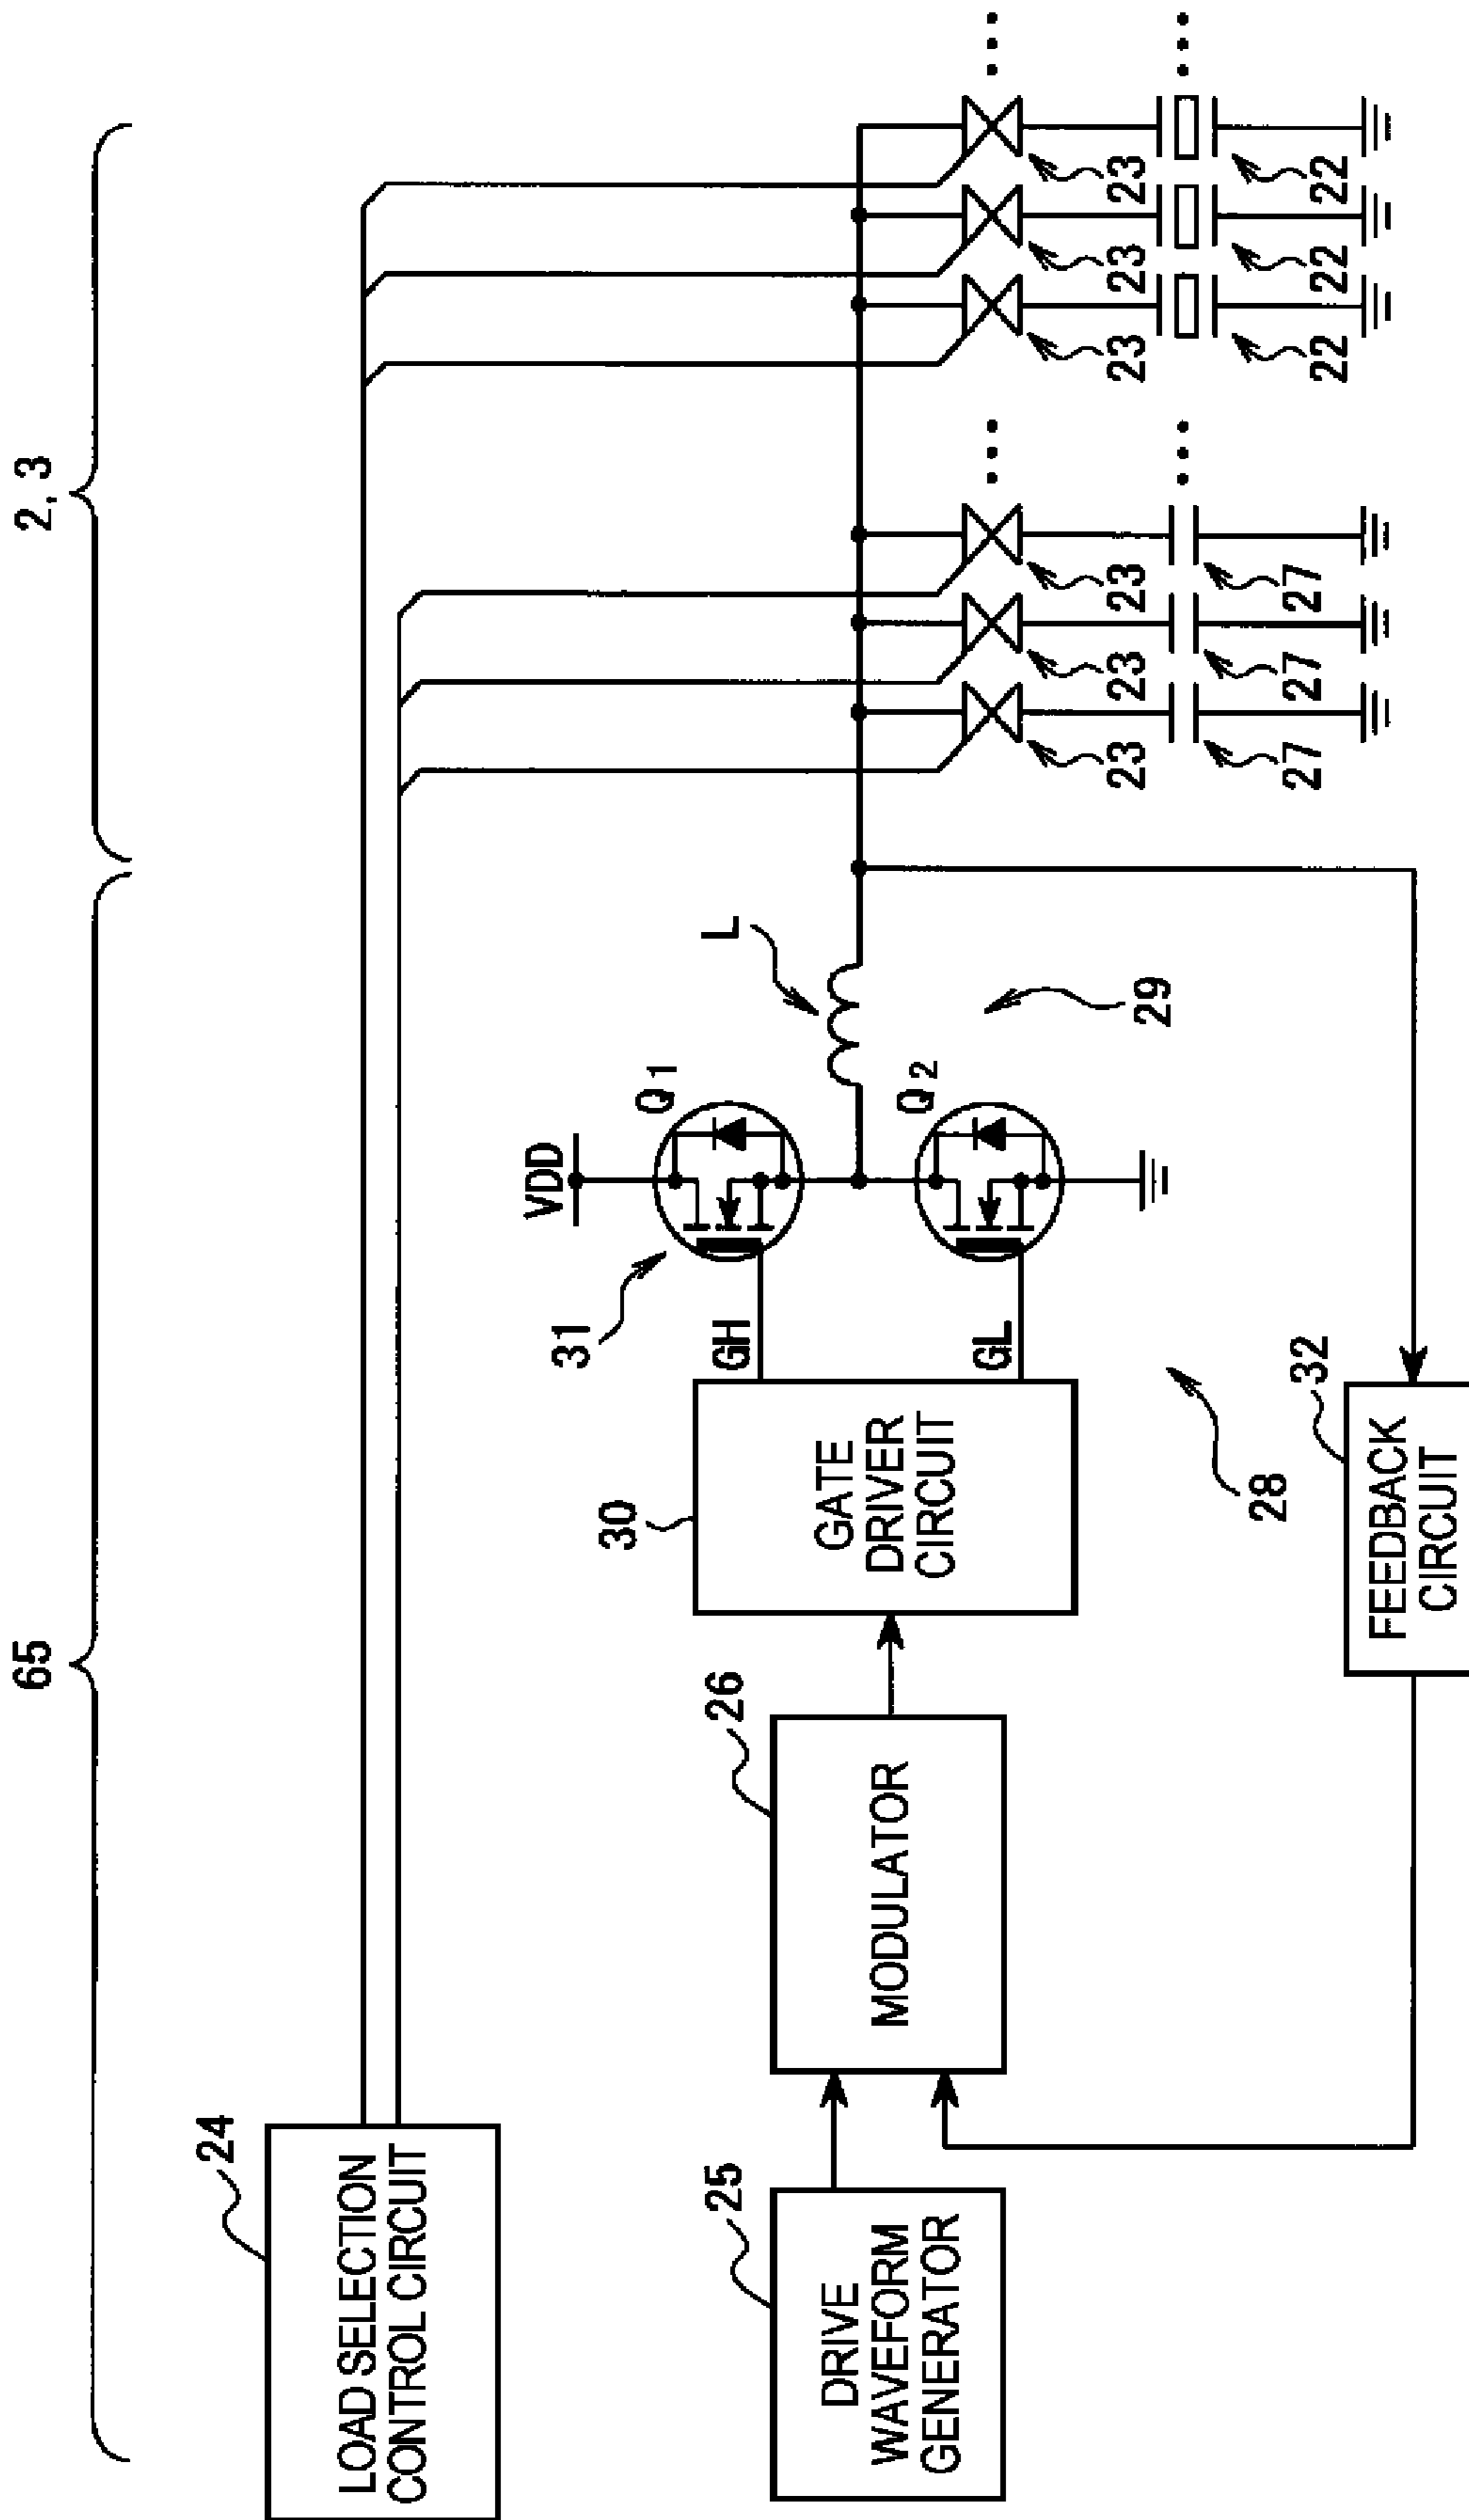 65
2, 3
24
LOAD SELECTION
CONTROL CIRCUIT
25
DRIVE
WAVEFORM
GENERATOR
26
MODULATOR
30
GATE
DRIVER
CIRCUIT
GH
GL
31
VDD
Q1
Q2
L
29
28
32
FEEDBACK
CIRCUIT
23
23
23
...
23
23
23
...
27
27
27
...
22
22
22
...